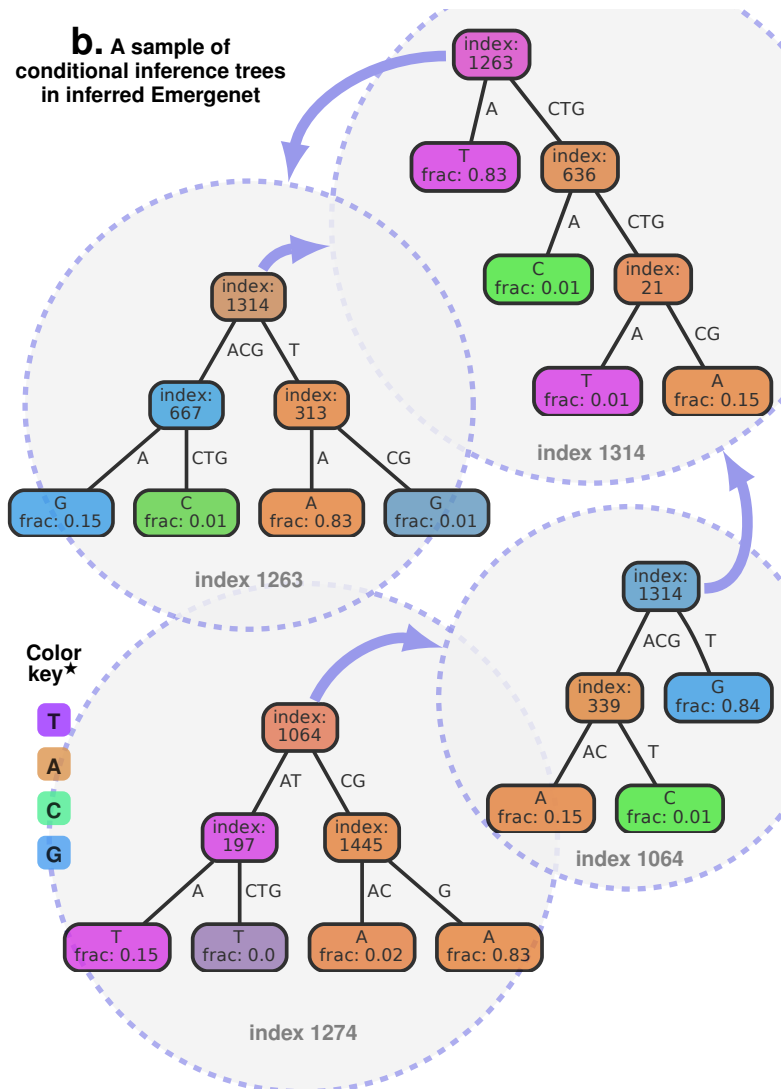 b. A sample of
conditional inference trees
in inferred Emergenet
index:
1263
A
CTG
T
frac: 0.83
index:
636
A
CTG
C
frac: 0.01
index:
21
A
CG
T
frac: 0.01
A
frac: 0.15
index 1314
index:
1314
ACG
T
index:
667
index:
313
A
CTG
A
CG
G
frac: 0.15
C
frac: 0.01
A
frac: 0.83
G
frac: 0.01
index 1263
index:
1314
ACG
T
index:
339
G
frac: 0.84
AC
T
A
frac: 0.15
C
frac: 0.01
index 1064
Color
key★
T
A
C
G
index:
1064
AT
CG
index:
197
index:
1445
A
CTG
AC
G
T
frac: 0.15
T
frac: 0.0
A
frac: 0.02
A
frac: 0.83
index 1274